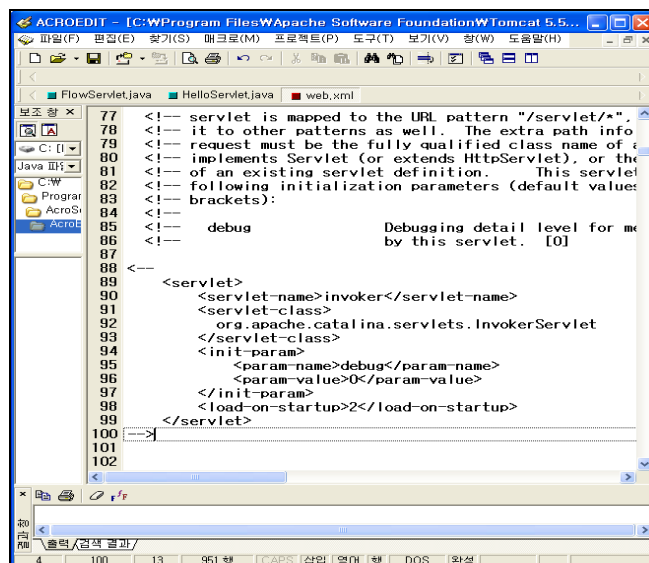 ACROEDIT - [C:₩Program Files₩Apache Software Foundation₩Tomcat 5.5...
파일(F) 편집(E) 찾기(S) 매크로(M) 프로젝트(P) 도구(T) 보기(V) 창(W) 도움말(H)
FlowServlet.java HelloServlet.java web.xml
보조 창
C: [
Java 파
C:₩
Progra
AcroS
AcroE
77 <!-- servlet is mapped to the URL pattern "/servlet/*",
78 <!-- it to other patterns as well. The extra path info
79 <!-- request must be the fully qualified class name of a
80 <!-- implements Servlet (or extends HttpServlet), or the
81 <!-- of an existing servlet definition. This servlet
82 <!-- following initialization parameters (default values
83 <!-- brackets):
84 <!--
85 <!-- debug Debugging detail level for me
86 <!-- by this servlet. [0]
87
88 <--
89 <servlet>
90 <servlet-name>invoker</servlet-name>
91 <servlet-class>
92 org.apache.catalina.servlets.InvokerServlet
93 </servlet-class>
94 <init-param>
95 <param-name>debug</param-name>
96 <param-value>0</param-value>
97 </init-param>
98 <load-on-startup>2</load-on-startup>
99 </servlet>
100 -->
101
102
출력 검색 결과
4 100 13 951 행 CAPS 삽입 영어 행 DOS 완성